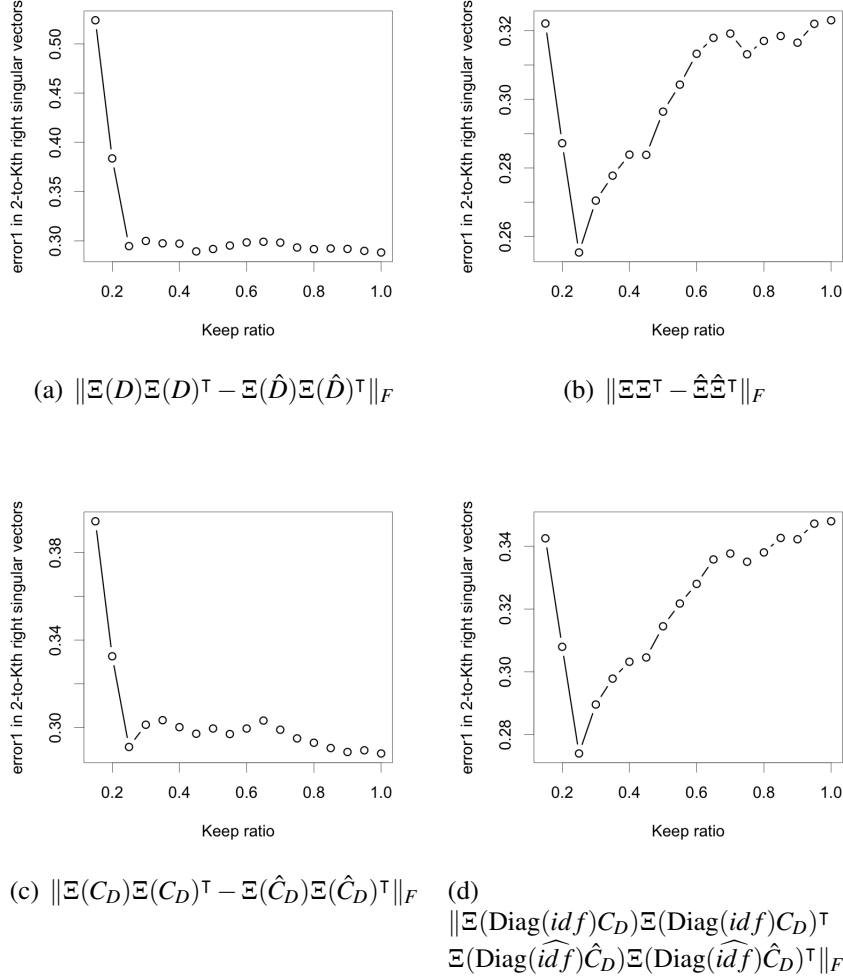 error1 in 2-to-Kth right singular vectors
0.50
0.45
0.40
0.35
0.30
0.2 0.4 0.6 0.8 1.0
Keep ratio
(a) ‖Ξ(D)Ξ(D)ᵀ − Ξ(D̂)Ξ(D̂)ᵀ‖F
error1 in 2-to-Kth right singular vectors
0.32
0.30
0.28
0.26
0.2 0.4 0.6 0.8 1.0
Keep ratio
(b) ‖ΞΞᵀ − Ξ̂Ξ̂ᵀ‖F
error1 in 2-to-Kth right singular vectors
0.38
0.34
0.30
0.2 0.4 0.6 0.8 1.0
Keep ratio
(c) ‖Ξ(C_D)Ξ(C_D)ᵀ − Ξ(Ĉ_D)Ξ(Ĉ_D)ᵀ‖F
error1 in 2-to-Kth right singular vectors
0.34
0.32
0.30
0.28
0.2 0.4 0.6 0.8 1.0
Keep ratio
(d)
‖Ξ(Diag(idf)C_D)Ξ(Diag(idf)C_D)ᵀ
Ξ(Diag(\widehat{idf})Ĉ_D)Ξ(Diag(\widehat{idf})Ĉ_D)ᵀ‖F